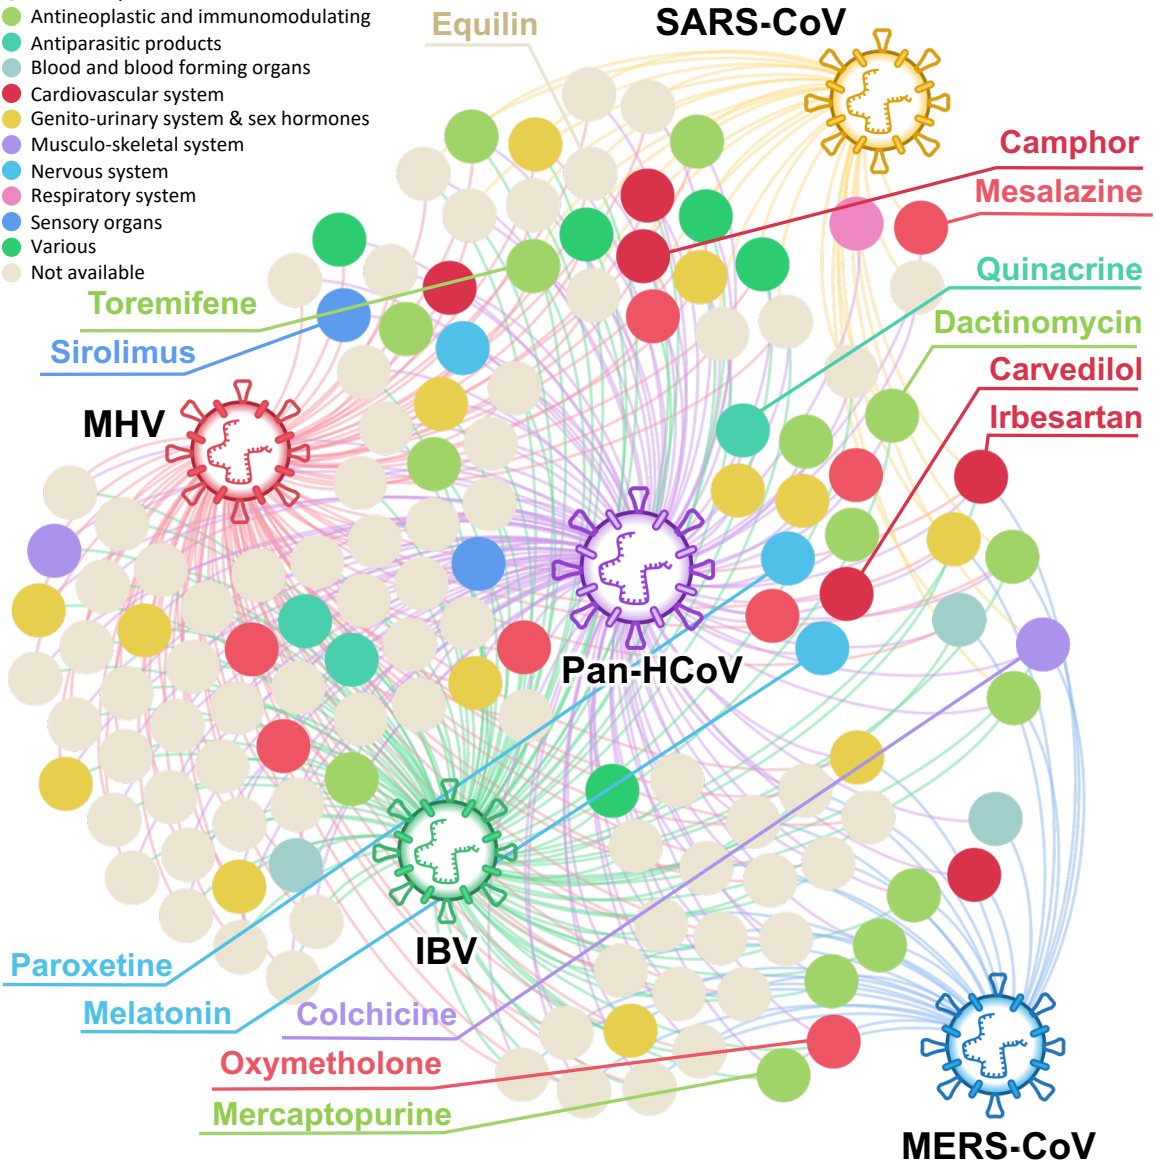 Antineoplastic and immunomodulating
Antiparasitic products
Blood and blood forming organs
Cardiovascular system
Genito-urinary system & sex hormones
Musculo-skeletal system
Nervous system
Respiratory system
Sensory organs
Various
Not available
Equilin
SARS-CoV
Camphor
Mesalazine
Quinacrine
Toremifene
Dactinomycin
Sirolimus
Carvedilol
MHV
Irbesartan
Pan-HCoV
IBV
Paroxetine
Melatonin
Colchicine
Oxymetholone
Mercaptopurine
MERS-CoV